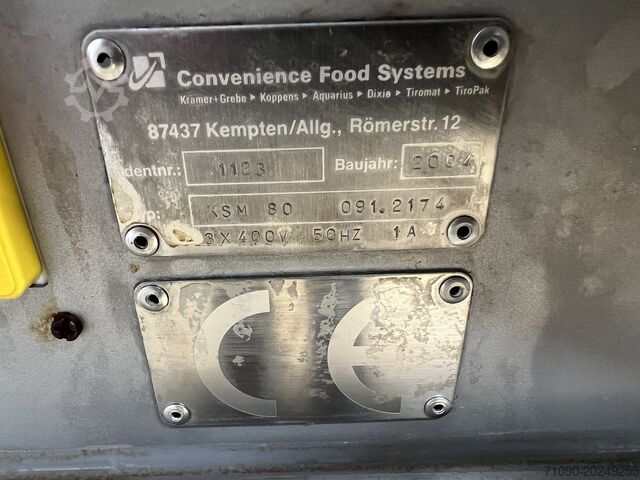 Convenience Food Systems
Kramer+Grebe ▸ Koppens ▸ Aquarius ▸ Dixie ▸ Tiromat ▸ TiroPak
87437 Kempten/Allg., Römerstr. 12
dentnr.: 1123 Baujahr: 2004
yp: KSM 80 091.2174
3X400V 50HZ 1A
CE
71090-20249255